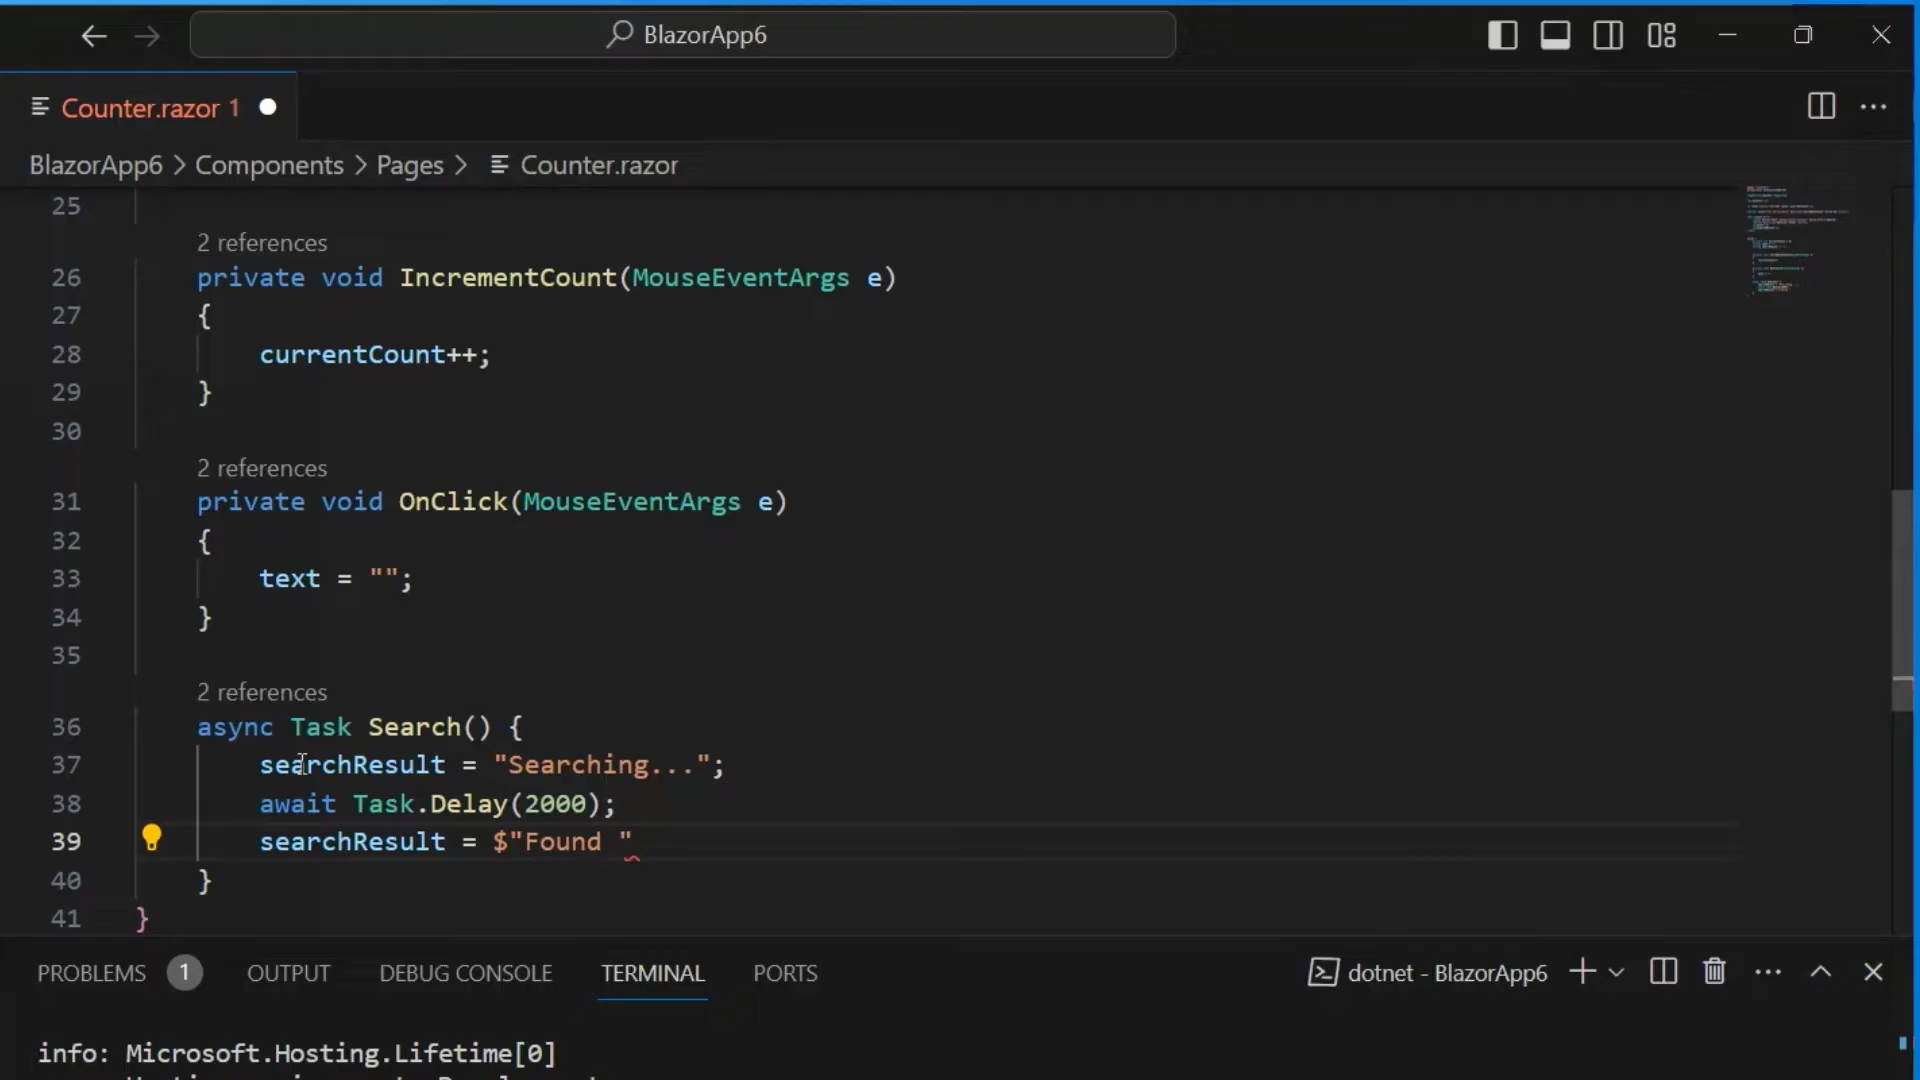 BlazorApp6
Counter.razor 1
BlazorApp6 > Components > Pages > Counter.razor
25
2 references
26 private void IncrementCount(MouseEventArgs e)
27 {
28 currentCount++;
29 }
30
2 references
31 private void OnClick(MouseEventArgs e)
32 {
33 text = "";
34 }
35
2 references
36 async Task Search() {
37 searchResult = "Searching...";
38 await Task.Delay(2000);
39 searchResult = $"Found "
40 }
41 }
PROBLEMS 1 OUTPUT DEBUG CONSOLE TERMINAL PORTS dotnet - BlazorApp6
info: Microsoft.Hosting.Lifetime[0]